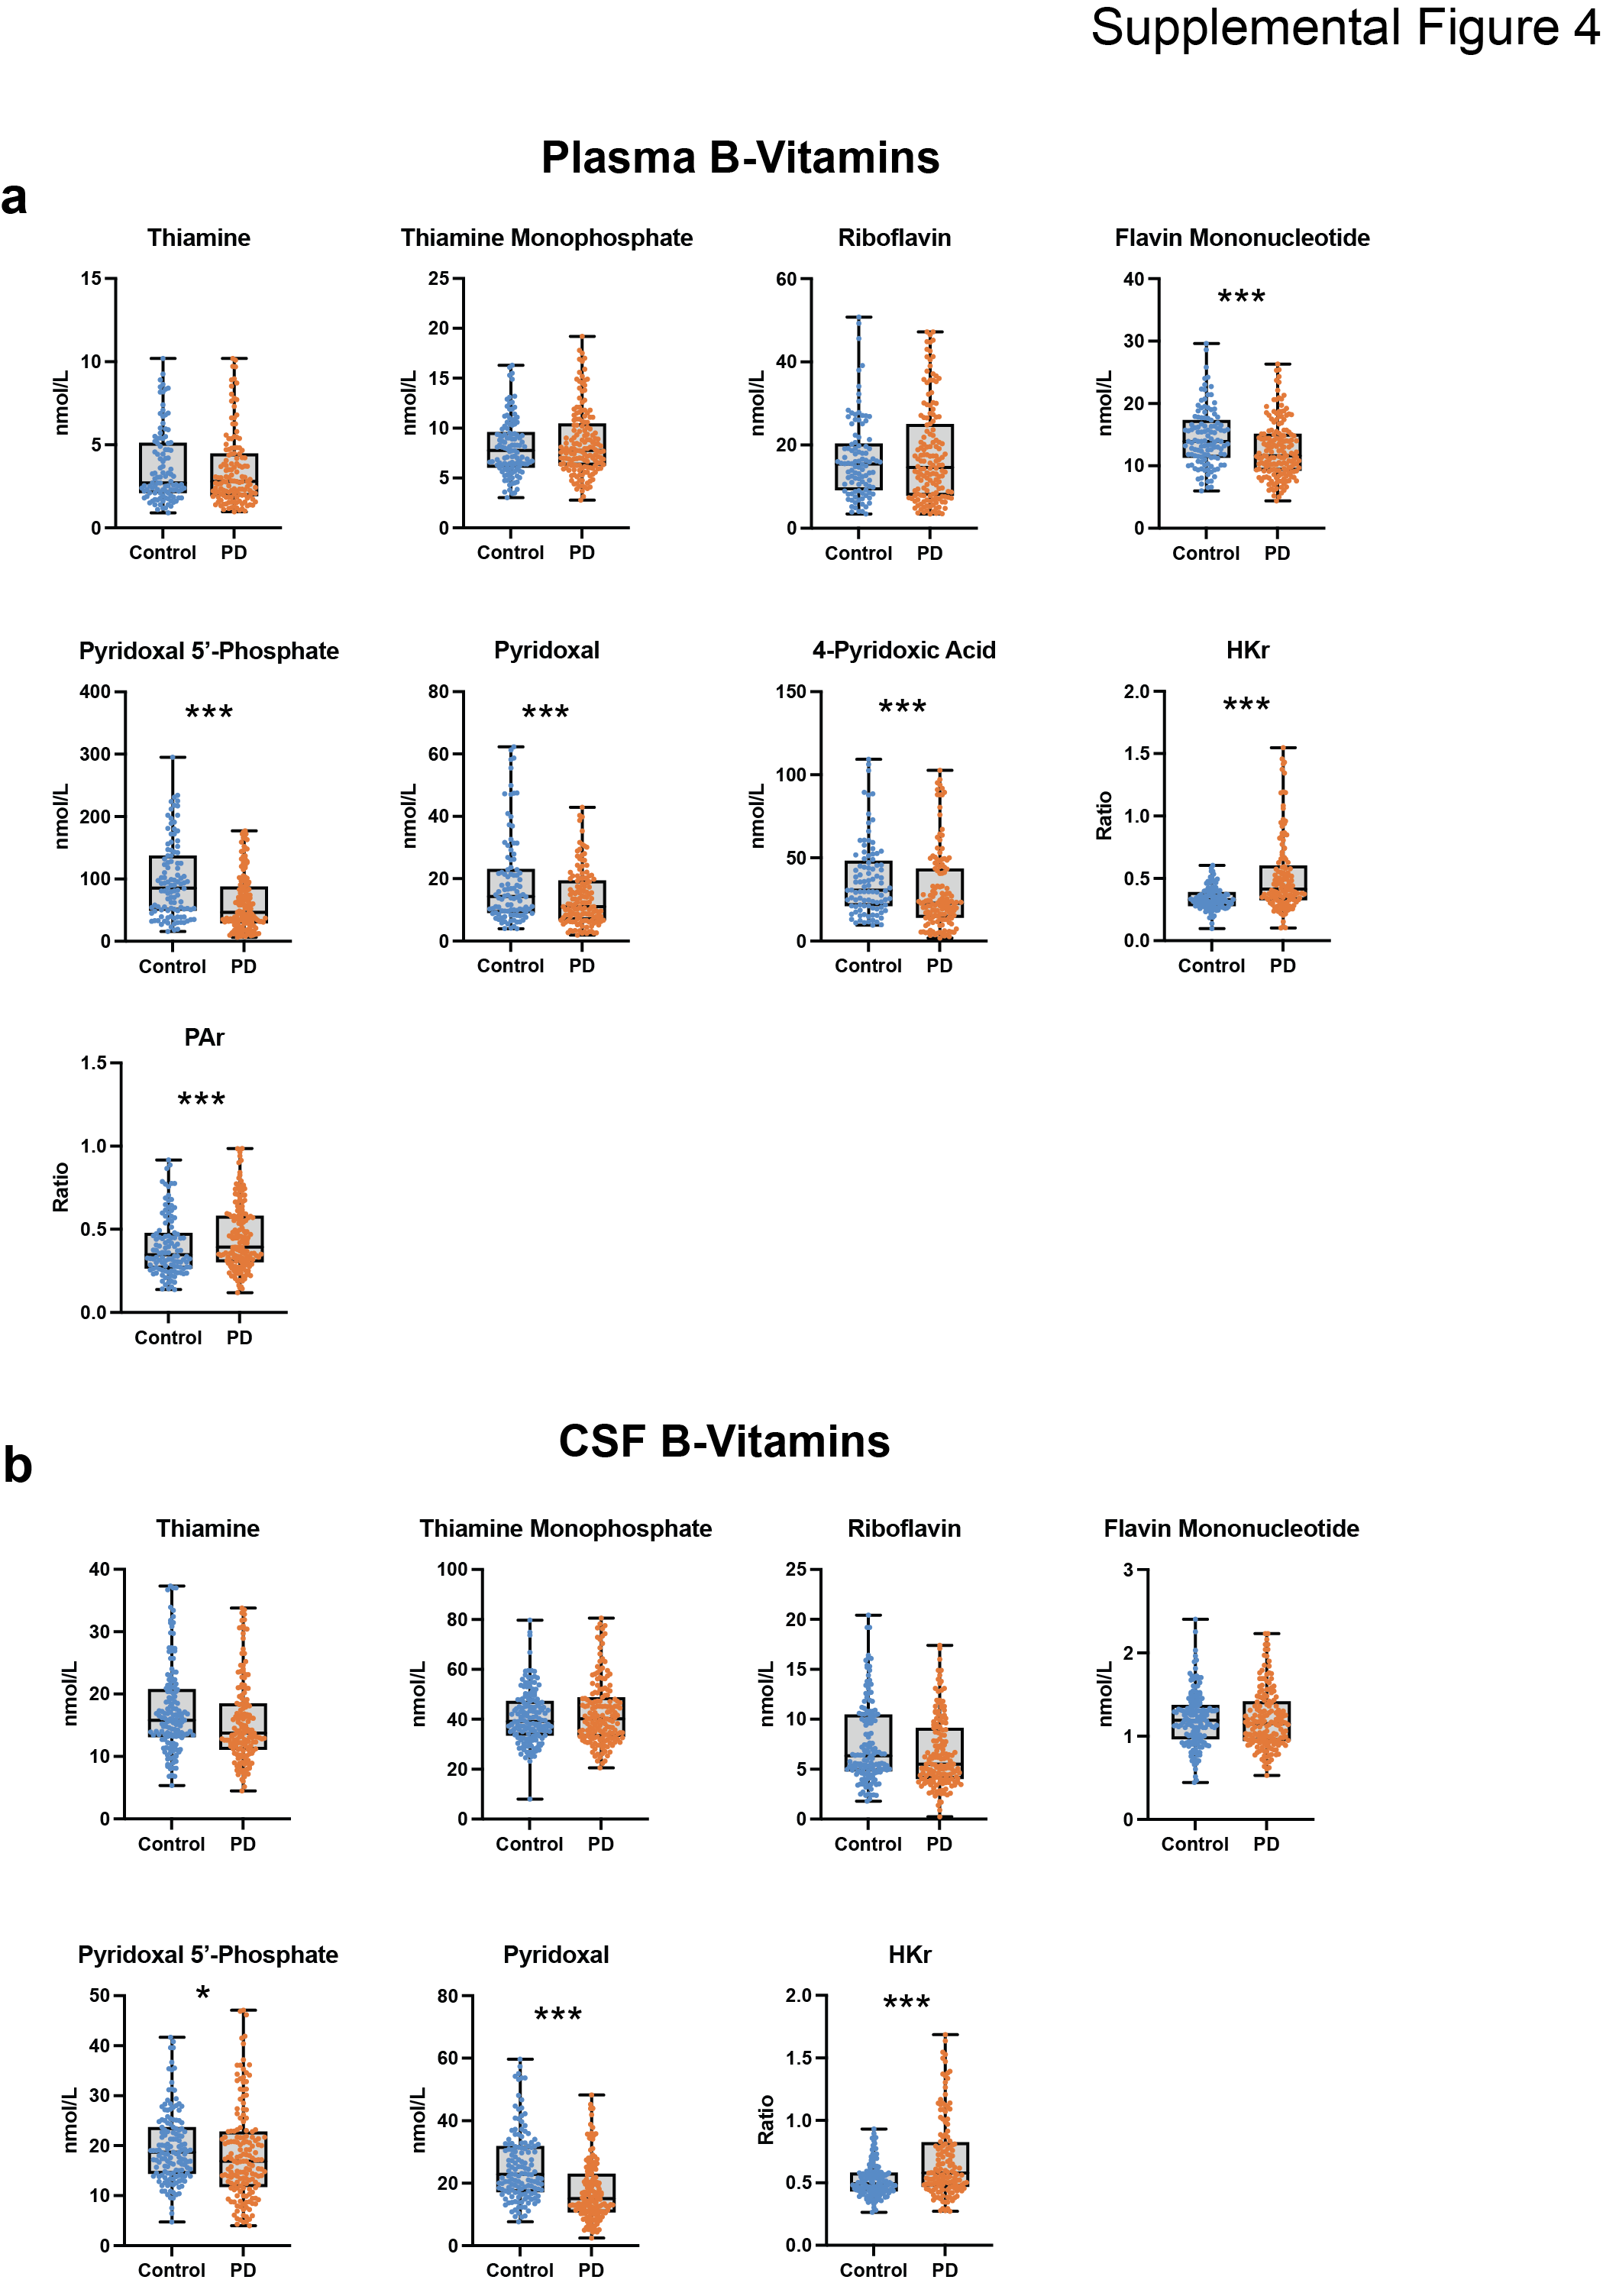 Supplemental Figure 4
Plasma B-Vitamins
a
Thiamine
Thiamine Monophosphate
Riboflavin
Flavin Mononucleotide
15
10
5
0
nmol/L
Control
PD
25
20
15
10
5
0
nmol/L
Control
PD
60
40
20
0
nmol/L
Control
PD
40
30
20
10
0
nmol/L
***
Control
PD
Pyridoxal 5’-Phosphate
Pyridoxal
4-Pyridoxic Acid
HKr
400
300
200
100
0
nmol/L
***
Control
PD
80
60
40
20
0
nmol/L
***
Control
PD
150
100
50
0
nmol/L
***
Control
PD
2.0
1.5
1.0
0.5
0.0
Ratio
***
Control
PD
PAr
1.5
1.0
0.5
0.0
Ratio
***
Control
PD
CSF B-Vitamins
b
Thiamine
Thiamine Monophosphate
Riboflavin
Flavin Mononucleotide
40
30
20
10
0
nmol/L
Control
PD
100
80
60
40
20
0
nmol/L
Control
PD
25
20
15
10
5
0
nmol/L
Control
PD
3
2
1
0
nmol/L
Control
PD
Pyridoxal 5’-Phosphate
Pyridoxal
HKr
50
40
30
20
10
0
nmol/L
*
Control
PD
80
60
40
20
0
nmol/L
***
Control
PD
2.0
1.5
1.0
0.5
0.0
Ratio
***
Control
PD